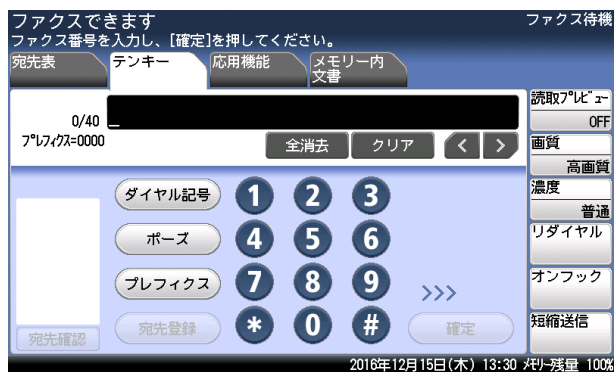 ファクスできます
ファクス待機
ファクス番号を入力し、[確定]を押してください。
宛先表
テンキー
応用機能
メモリー内
文書
0/40
_
ﾌﾟﾚﾌｨｸｽ=0000
全消去
クリア
<
>
ダイヤル記号
1
2
3
ポーズ
4
5
6
プレフィクス
7
8
9
>>>
宛先確認
宛先登録
*
0
#
確定
読取ﾌﾟﾚﾋﾞｭｰ
OFF
画質
高画質
濃度
普通
リダイヤル
オンフック
短縮送信
2016年12月15日(木) 13:30 ﾒﾓﾘｰ残量 100%